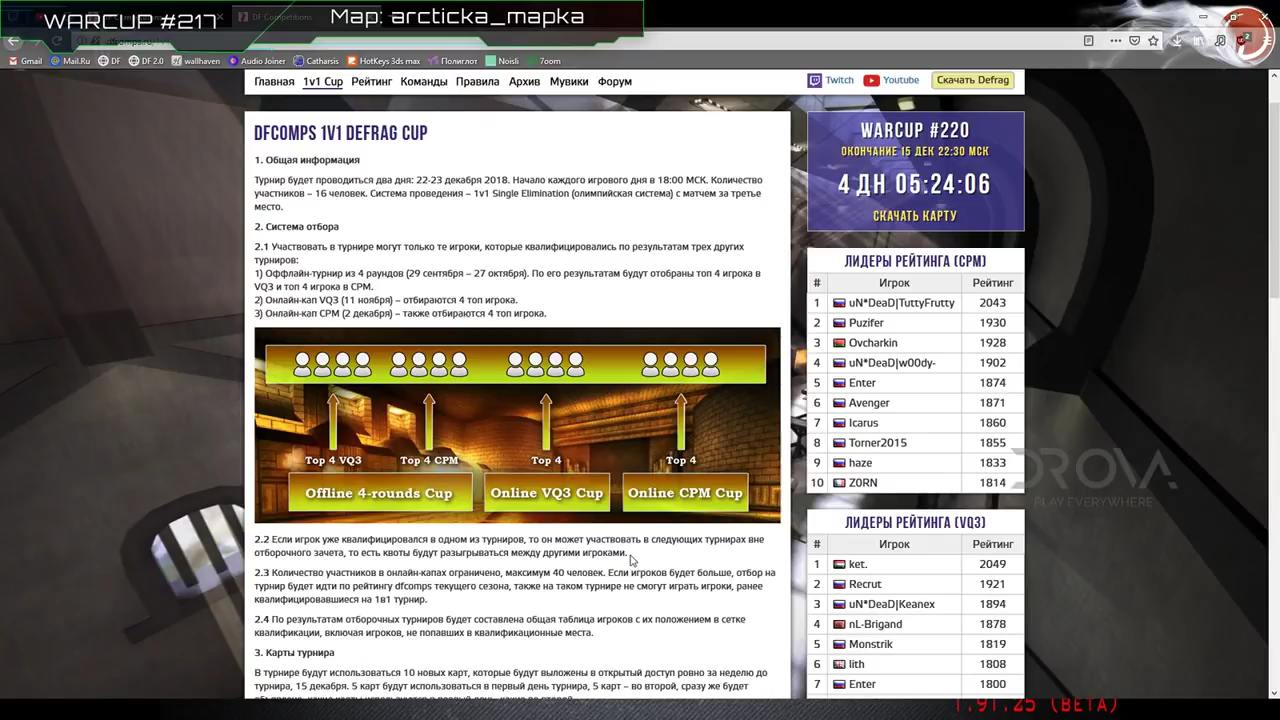 WARCUP #217
Map: arcticka_mapka
DF Competitions
Gmail Mail.Ru DF DF 2.0 wallhaven Audio Joiner Catharsis HotKeys 3ds max Полиглот Noisli 7oom
2
Главная 1v1 Cup Рейтинг Команды Правила Архив Мувики Форум
Twitch Youtube Скачать Defrag
DFCOMPS 1V1 DEFRAG CUP
1. Общая информация
Турнир будет проводиться два дня: 22-23 декабря 2018. Начало каждого игрового дня в 18:00 МСК. Количество
участников – 16 человек. Система проведения – 1v1 Single Elimination (олимпийская система) с матчем за третье
место.
2. Система отбора
2.1 Участвовать в турнире могут только те игроки, которые квалифицировались по результатам трех других
турниров:
1) Оффлайн-турнир из 4 раундов (29 сентября – 27 октября). По его результатам будут отобраны топ 4 игрока в
VQ3 и топ 4 игрока в CPM.
2) Онлайн-кап VQ3 (11 ноября) – отбираются 4 топ игрока.
3) Онлайн-кап CPM (2 декабря) – также отбираются 4 топ игрока.
Top 4 VQ3 Top 4 CPM Top 4 Top 4
Offline 4-rounds Cup Online VQ3 Cup Online CPM Cup
2.2 Если игрок уже квалифицировался в одном из турниров, то он может участвовать в следующих турнирах вне
отборочного зачета, то есть квоты будут разыгрываться между другими игроками.
2.3 Количество участников в онлайн-капах ограничено, максимум 40 человек. Если игроков будет больше, отбор на
турнир будет идти по рейтингу dfcomps текущего сезона, также на таком турнире не смогут играть игроки, ранее
квалифицировавшиеся на 1в1 турнир.
2.4 По результатам отборочных турниров будет составлена общая таблица игроков с их положением в сетке
квалификации, включая игроков, не попавших в квалификационные места.
3. Карты турнира
В турнире будут использоваться 10 новых карт, которые будут выложены в открытый доступ ровно за неделю до
турнира, 15 декабря. 5 карт будут использоваться в первый день турнира, 5 карт – во второй, сразу же будет
WARCUP #220
ОКОНЧАНИЕ 15 ДЕК 22:30 МСК
4 ДН 05:24:06
СКАЧАТЬ КАРТУ
ЛИДЕРЫ РЕЙТИНГА (CPM)
# Игрок Рейтинг
1 uN*DeaD|TuttyFrutty 2043
2 Puzifer 1930
3 Ovcharkin 1928
4 uN*DeaD|w00dy- 1902
5 Enter 1874
6 Avenger 1871
7 Icarus 1860
8 Torner2015 1855
9 haze 1833
10 Z0RN 1814
DROVA
PLAY EVERYWHERE
ЛИДЕРЫ РЕЙТИНГА (VQ3)
# Игрок Рейтинг
1 ket. 2049
2 Recrut 1921
3 uN*DeaD|Keanex 1894
4 nL-Brigand 1878
5 Monstrik 1819
6 lith 1808
7 Enter 1800
1.91.25 (BETA)